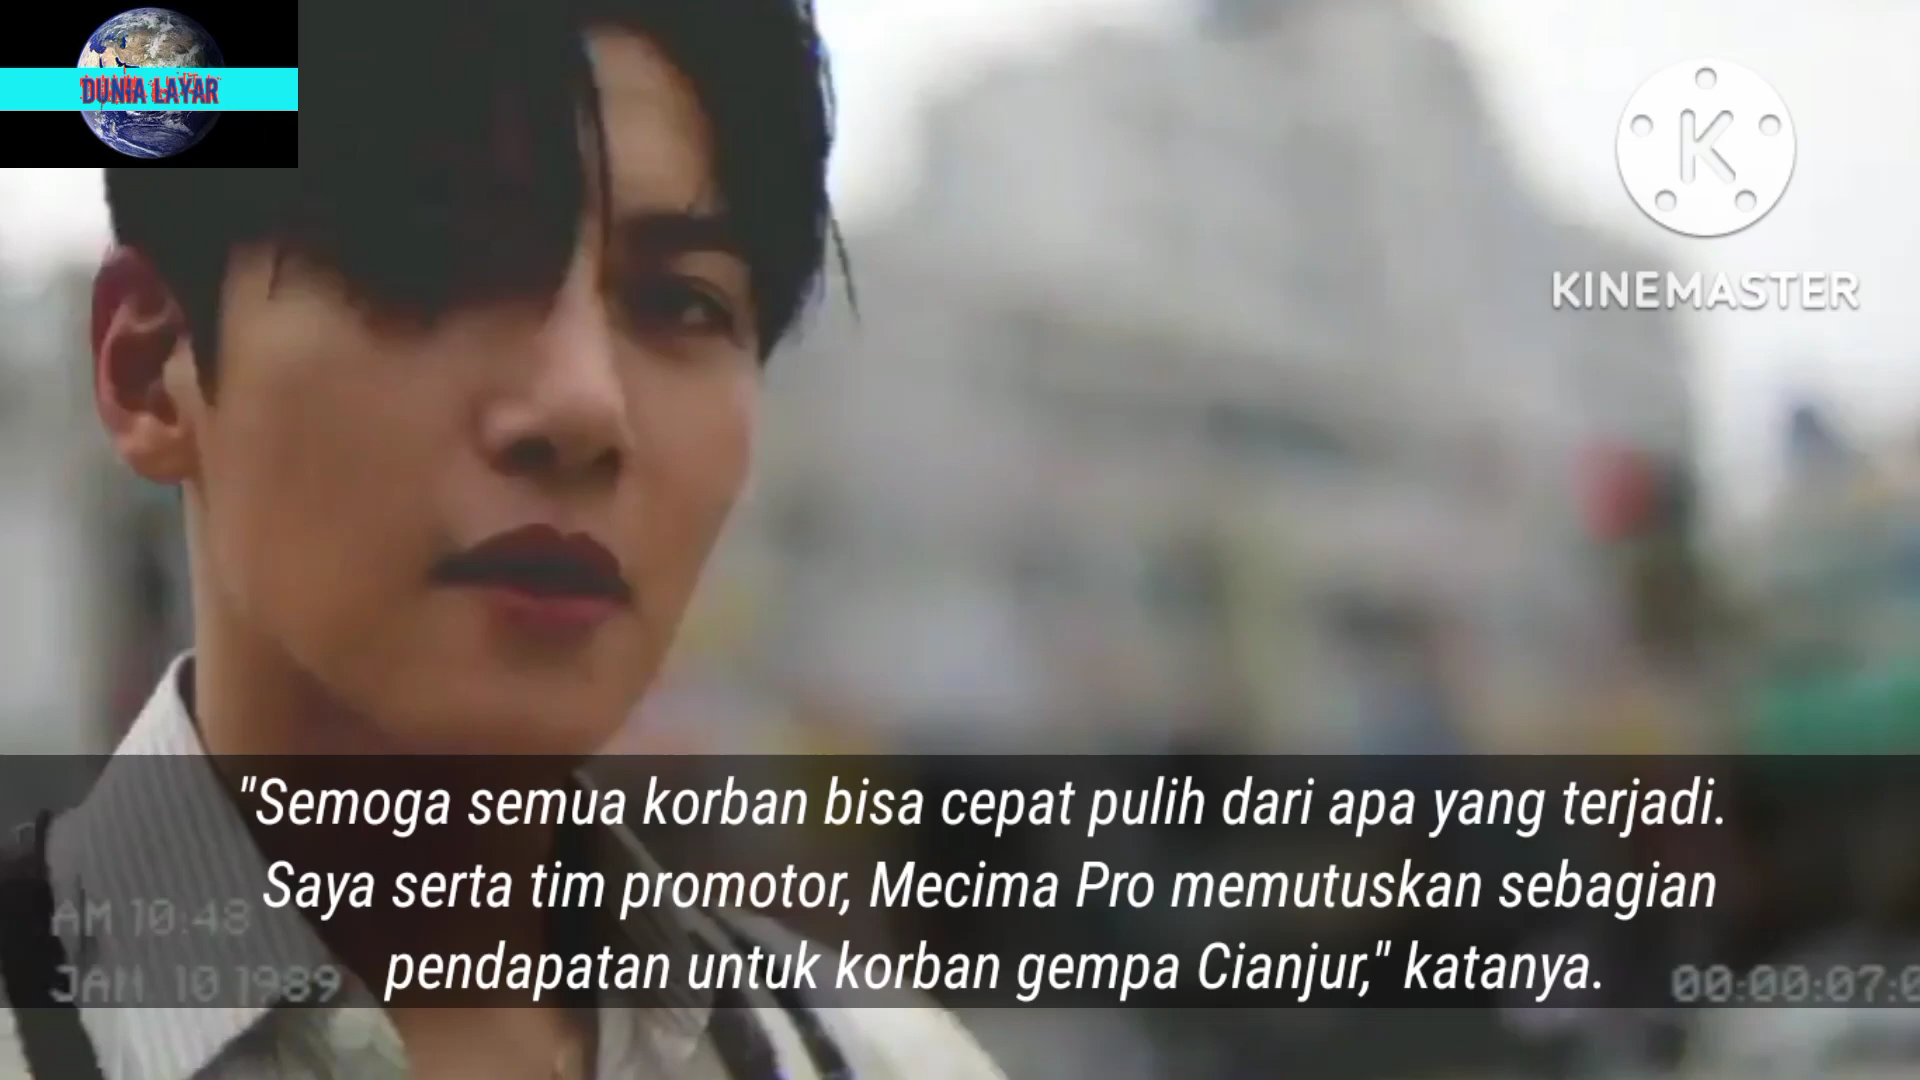 DUNIA LAYAR
K
KINEMASTER
"Semoga semua korban bisa cepat pulih dari apa yang terjadi.
Saya serta tim promotor, Mecima Pro memutuskan sebagian
pendapatan untuk korban gempa Cianjur," katanya.
AM 10:48
JAN 10 1989